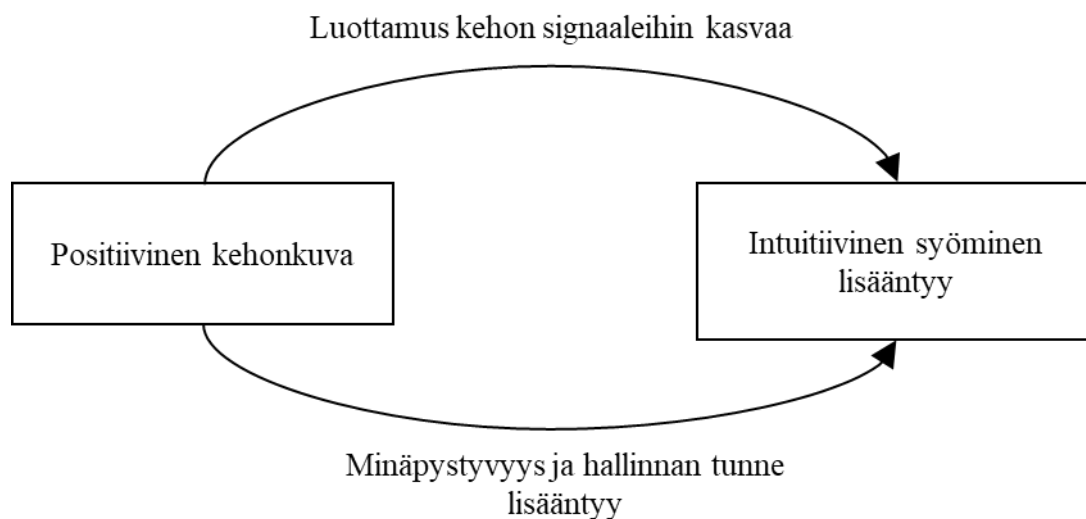 Luottamus kehon signaaleihin kasvaa
Positiivinen kehonkuva
Intuitiivinen syöminen
lisääntyy
Minäpystyvyys ja hallinnan tunne
lisääntyy